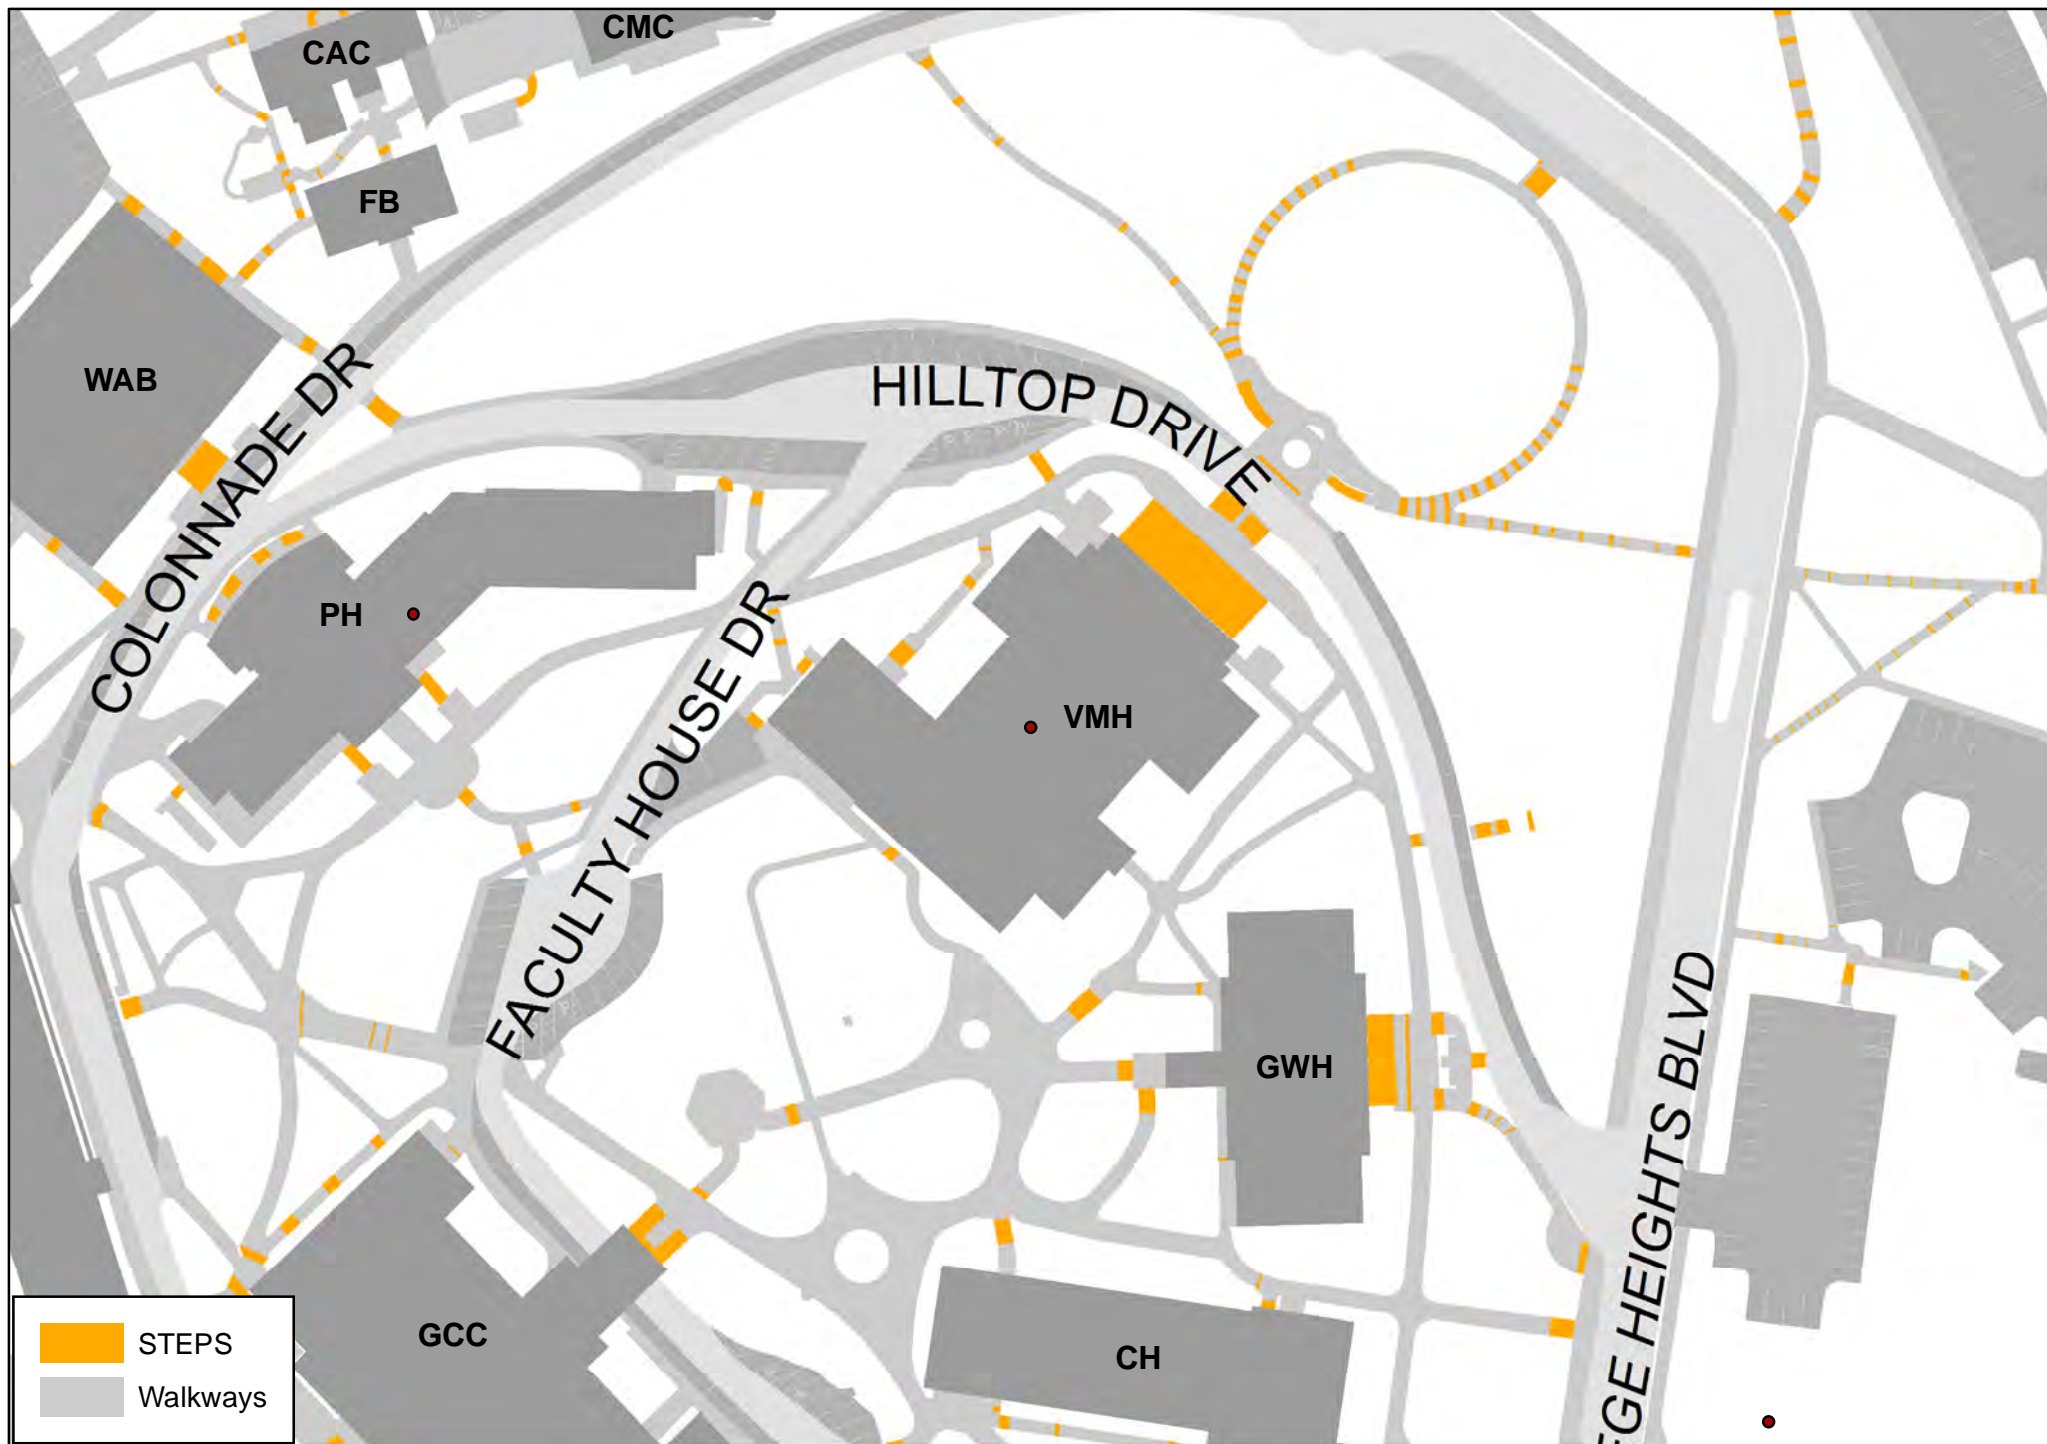 CMC
CAC
FB
WAB
HILLTOP DRIVE
COLONNADE DR
PH
VMH
FACULTY HOUSE DR
GWH
EGE HEIGHTS BLVD
GCC
CH
STEPS
Walkways